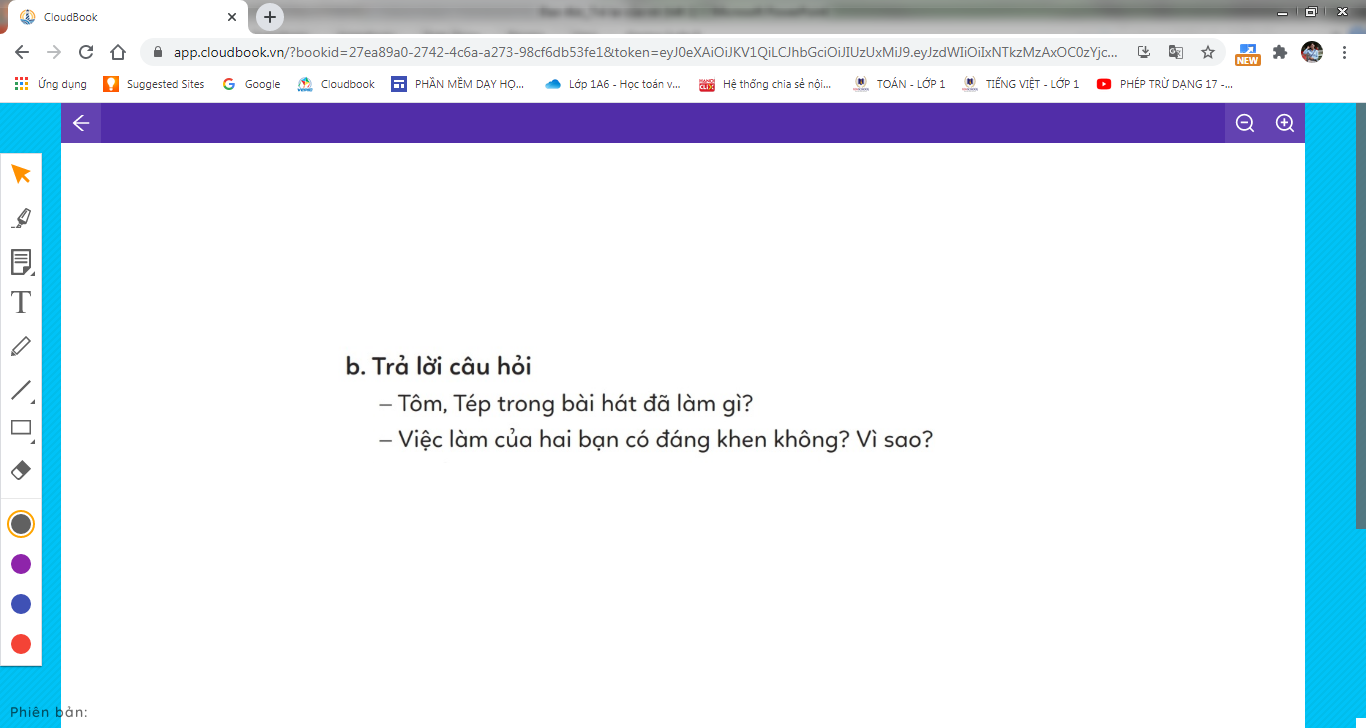 CloudBook
app.cloudbook.vn/?bookid=27ea89a0-2742-4c6a-a273-98cf6db53fe1&token=eyJ0eXAiOiJKV1QiLCJhbGciOiJIUzUxMiJ9.eyJzdWIiOiIxNTkzMzAxOC0zYjc...
NEW
Ứng dụng Suggested Sites Google Cloudbook PHẦN MỀM DẠY HỌ... Lớp 1A6 - Học toán v... Hệ thống chia sẻ nội... TOÁN - LỚP 1 TIẾNG VIỆT - LỚP 1 PHÉP TRỪ DẠNG 17 -...
T
b. Trả lời câu hỏi
– Tôm, Tép trong bài hát đã làm gì?
– Việc làm của hai bạn có đáng khen không? Vì sao?
Phiên bản: